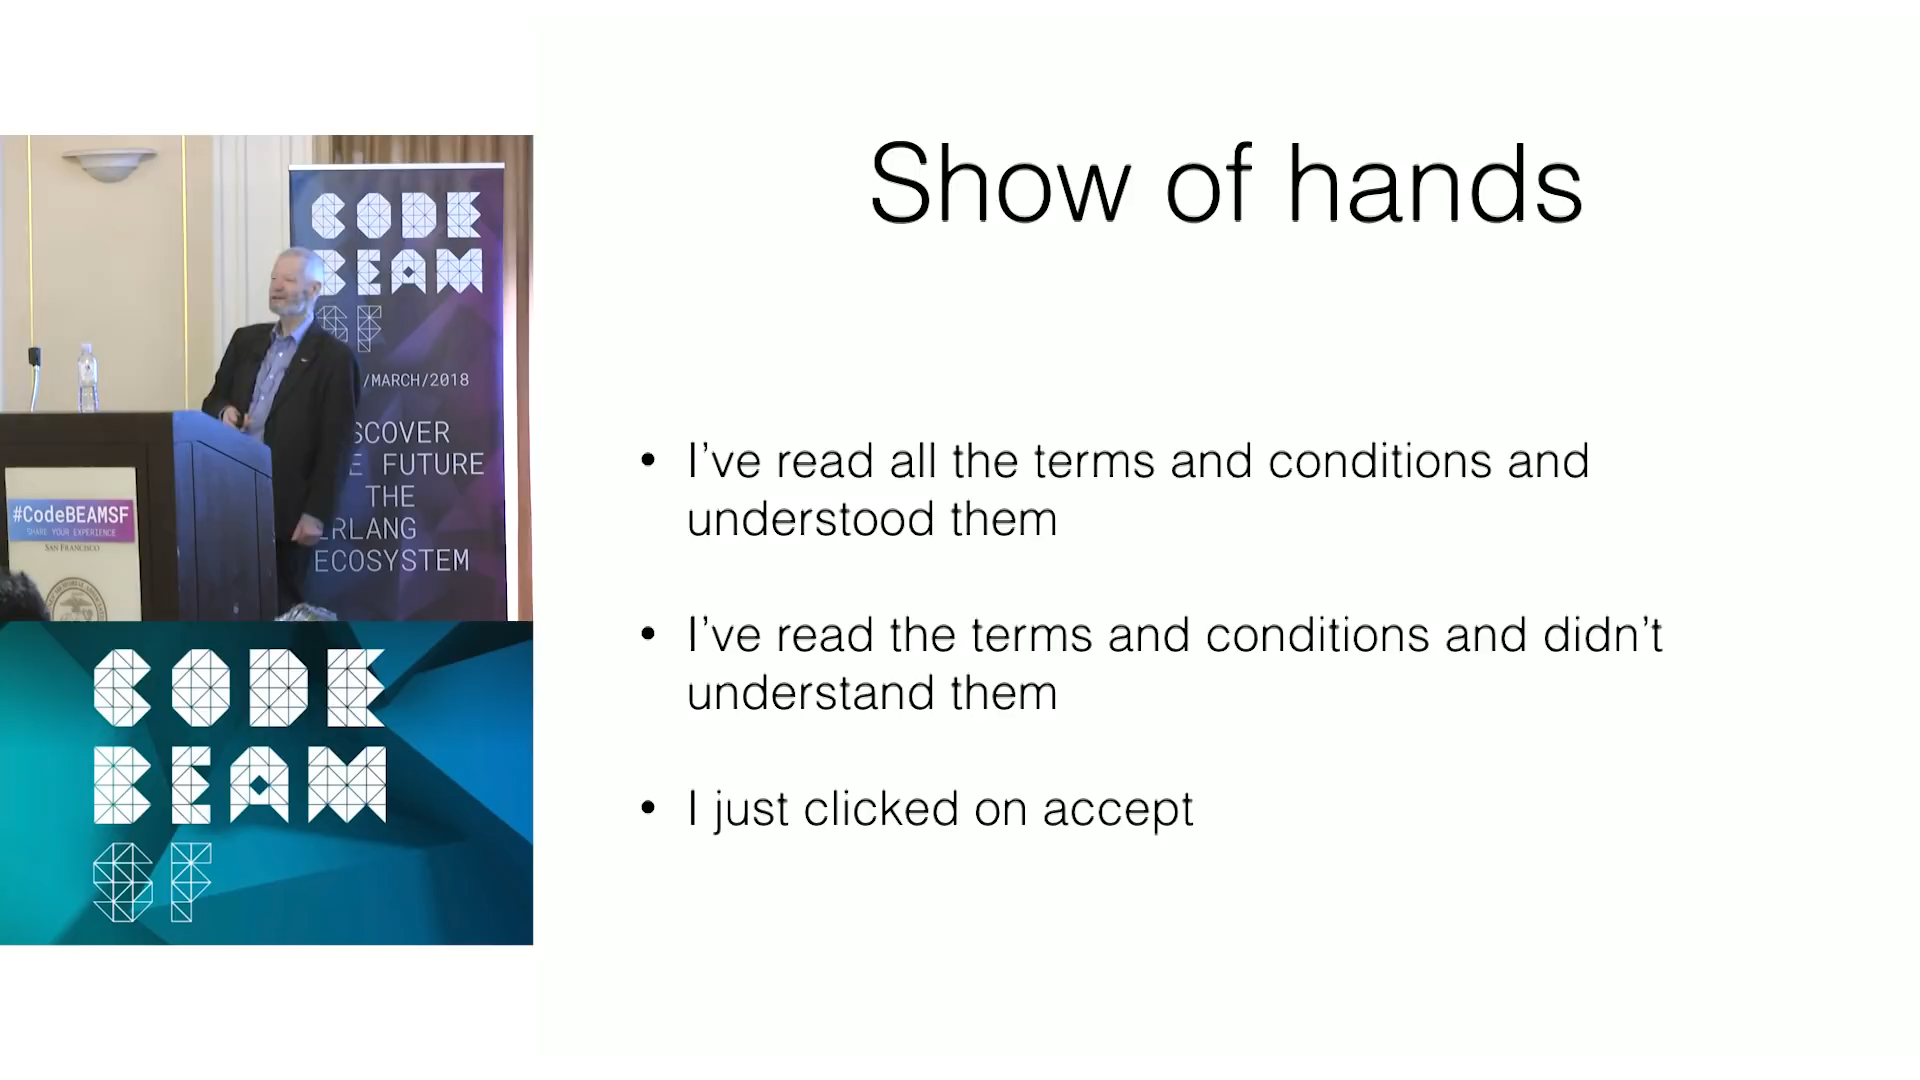 Show of hands
• I've read all the terms and conditions and
understood them
• I've read the terms and conditions and didn't
understand them
• I just clicked on accept
CODE
BEAM
SF
/MARCH/2018
SCOVER
E FUTURE
THE
ERLANG
ECOSYSTEM
#CodeBEAMSF
SHARE YOUR EXPERIENCE
SAN FRANCISCO
CODE
BEAM
SF